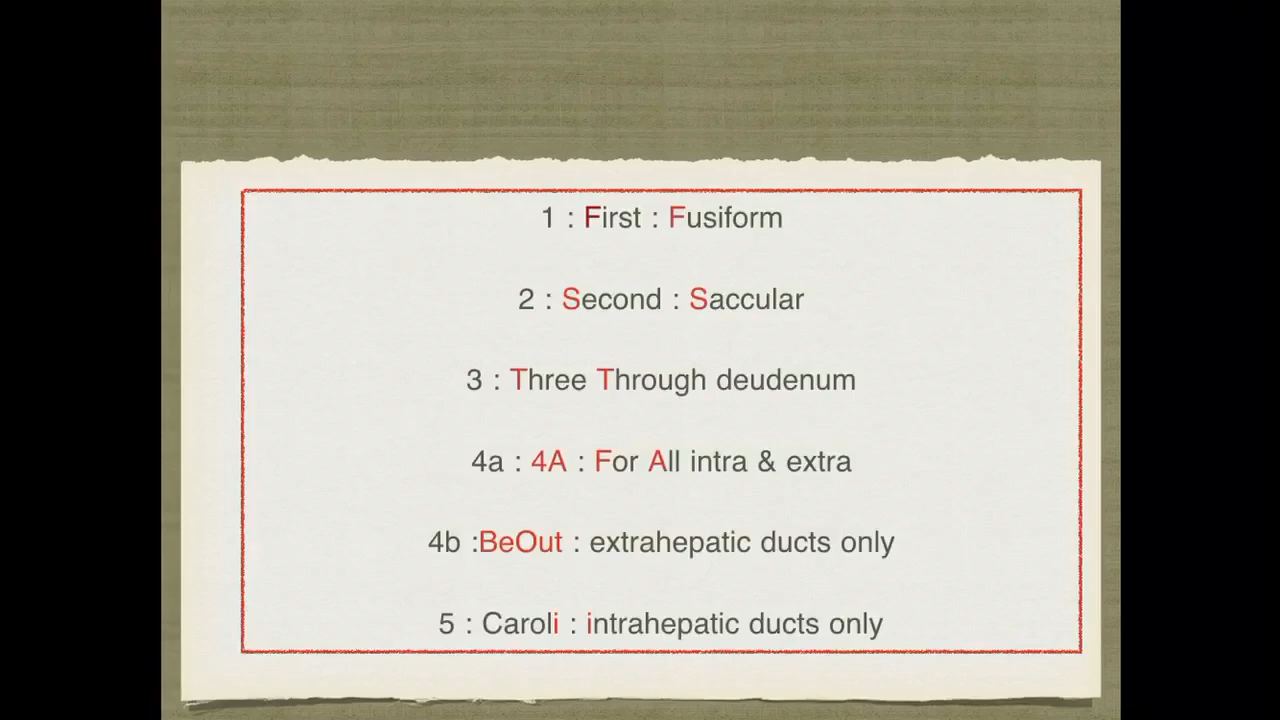 1 : First : Fusiform
2 : Second : Saccular
3 : Three Through deudenum
4a : 4A : For All intra & extra
4b :BeOut : extrahepatic ducts only
5 : Caroli : intrahepatic ducts only